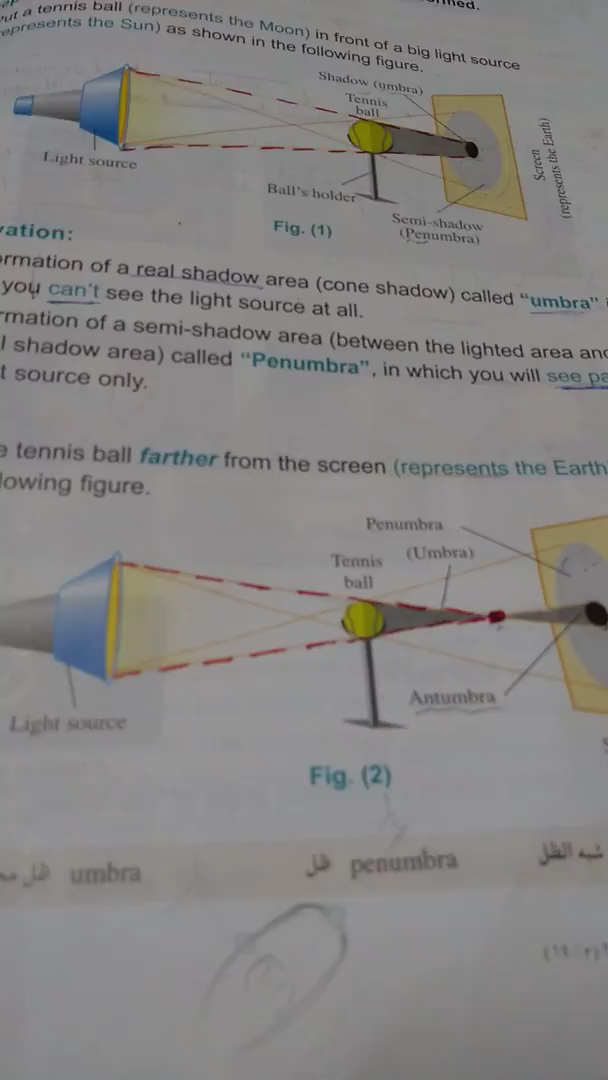 ut a tennis ball (represents the Moon) in front of a big light source
epresents the Sun) as shown in the following figure.
Shadow (umbra)
Tennis
ball
Light source
Ball's holder
Screen
(represents the Earth)
Semi-shadow
(Penumbra)
Fig. (1)
vation:
ormation of a real shadow area (cone shadow) called "umbra"
you can't see the light source at all.
rmation of a semi-shadow area (between the lighted area and
l shadow area) called "Penumbra", in which you will see pa
t source only.
e tennis ball farther from the screen (represents the Earth
lowing figure.
Penumbra
(Umbra)
Tennis
ball
Antumbra
Light source
Fig. (2)
umbra ظل penumbra شبه الظل